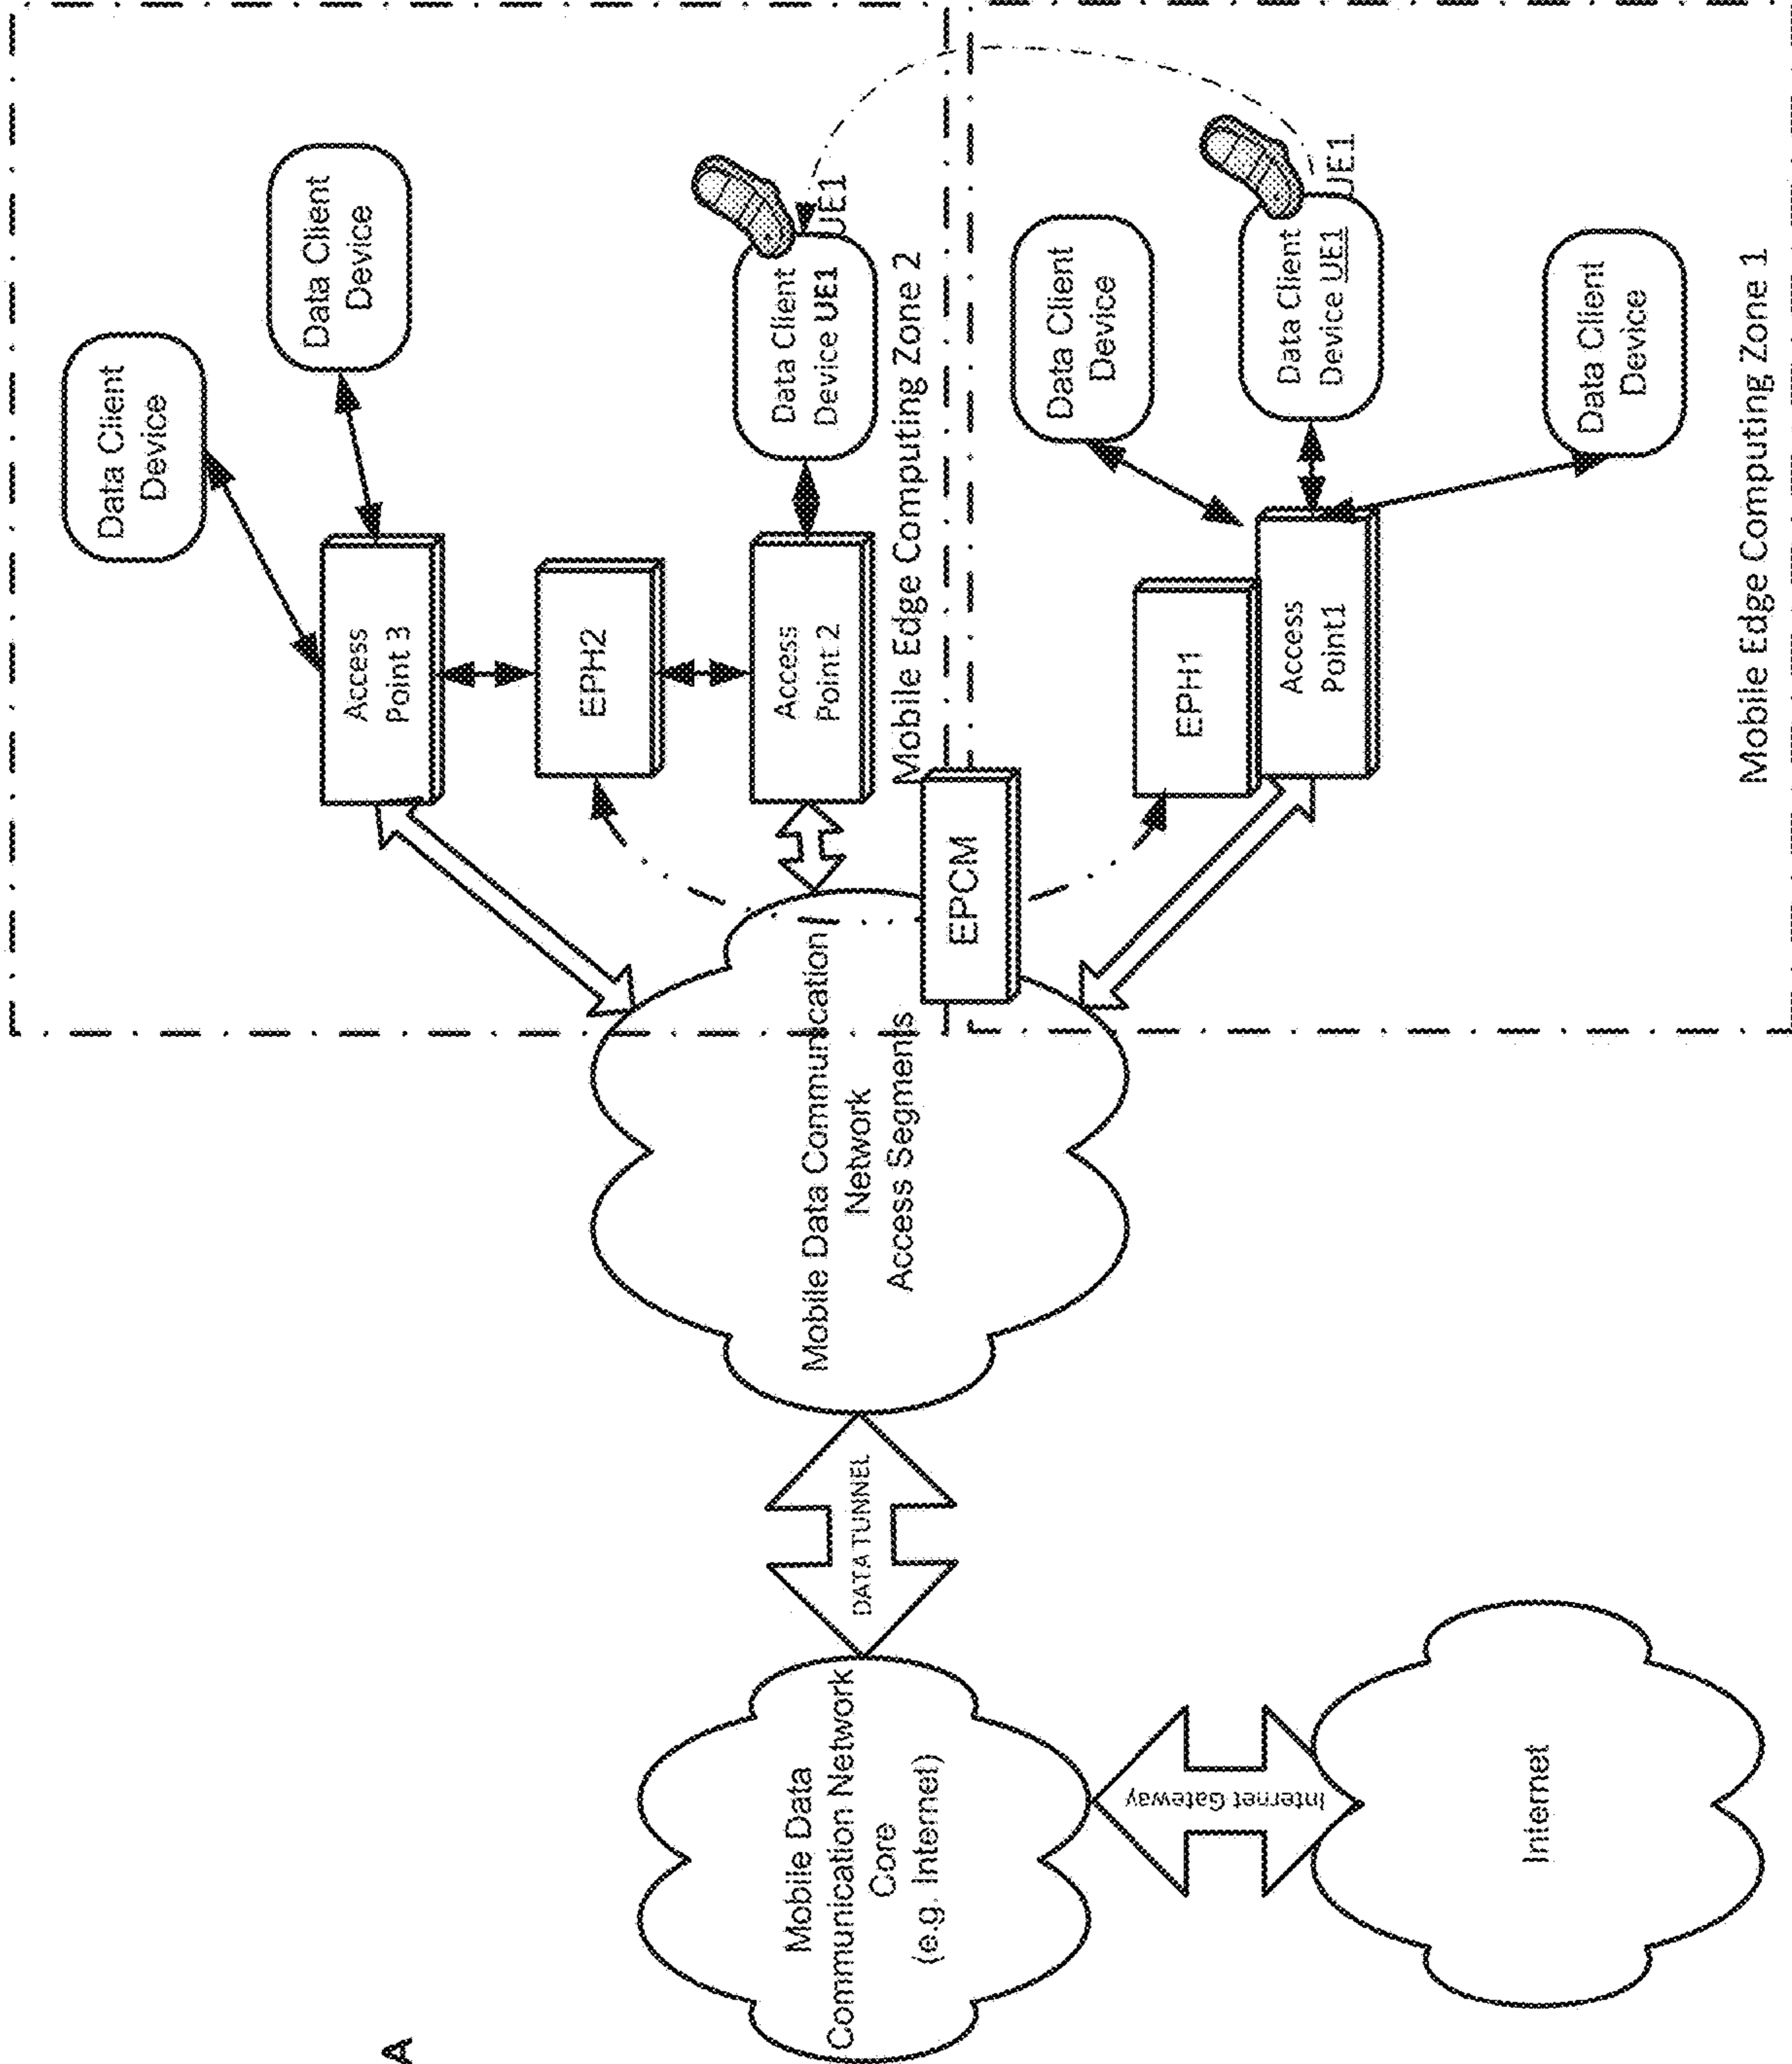 A
Mobile Data
Communication Network
Core
(e.g. Internet)
Internet Gateway
Internet
DATA TUNNEL
Mobile Data Communication
Network
Access Segments
EPCM
Access
Point 3
EPH2
Access
Point 2
Data Client
Device
Data Client
Device
Data Client
Device UE1
UE1
Mobile Edge Computing Zone 2
EPH1
Access
Point1
Data Client
Device
Data Client
Device UE1
UE1
Data Client
Device
Mobile Edge Computing Zone 1